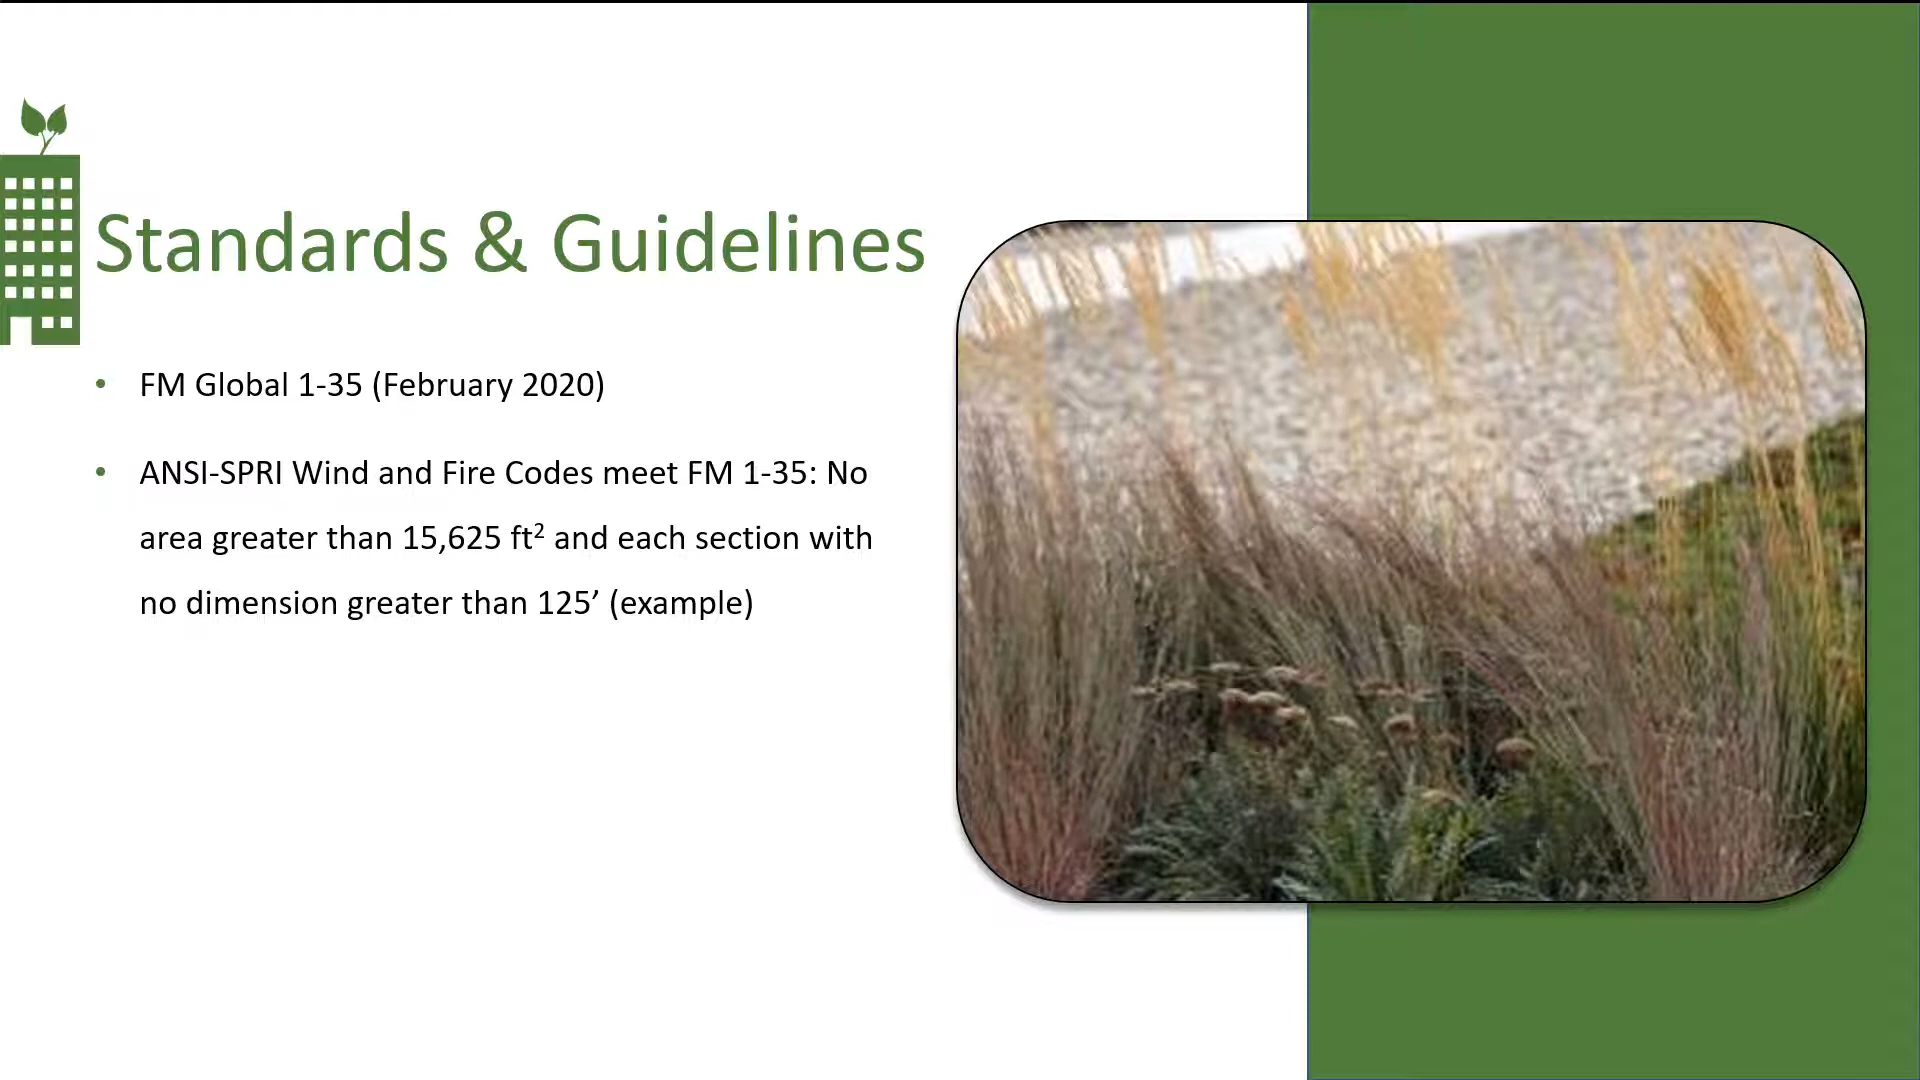 Standards & Guidelines
• FM Global 1-35 (February 2020)
• ANSI-SPRI Wind and Fire Codes meet FM 1-35: No
area greater than 15,625 ft² and each section with
no dimension greater than 125’ (example)